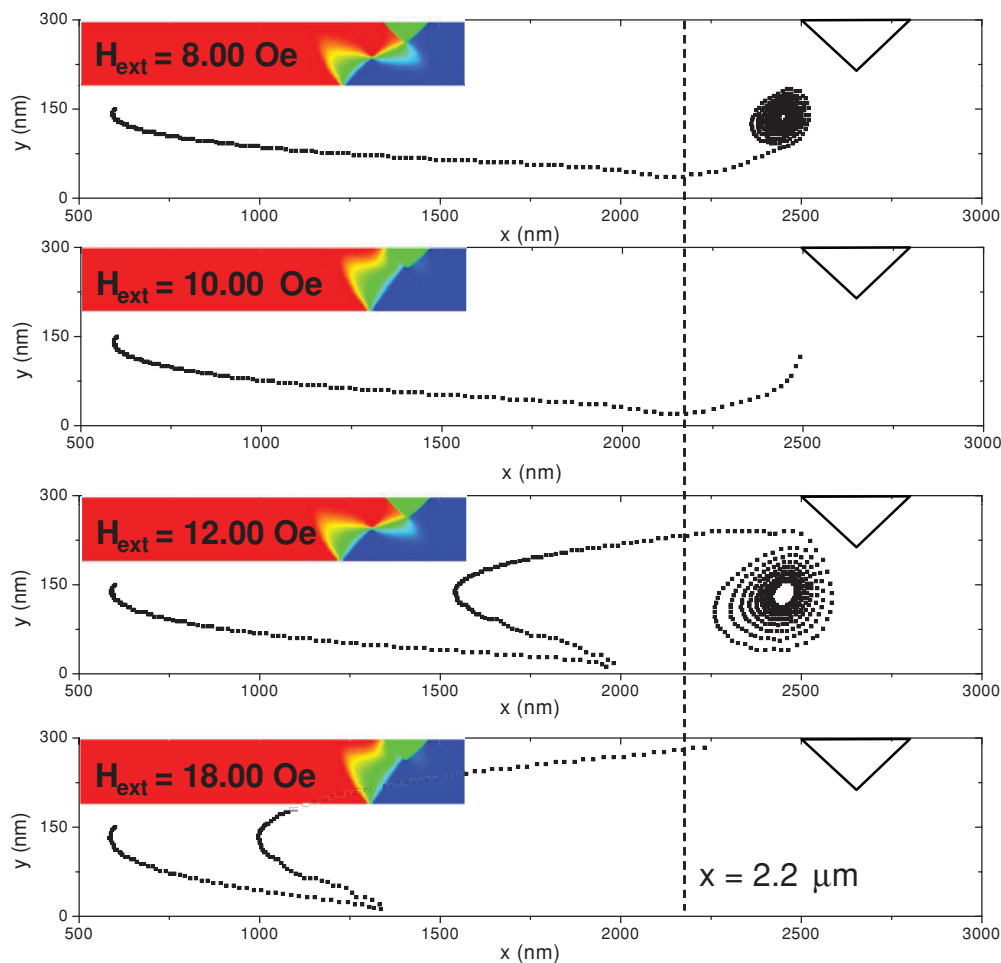 300
H_ext = 8.00 Oe
y (nm)
150
0
500 1000 1500 2000 2500 3000
x (nm)
300
H_ext = 10.00 Oe
y (nm)
150
0
500 1000 1500 2000 2500 3000
x (nm)
300
H_ext = 12.00 Oe
y (nm)
150
0
500 1000 1500 2000 2500 3000
x (nm)
300
H_ext = 18.00 Oe
y (nm)
150
x = 2.2 μm
0
500 1000 1500 2000 2500 3000
x (nm)